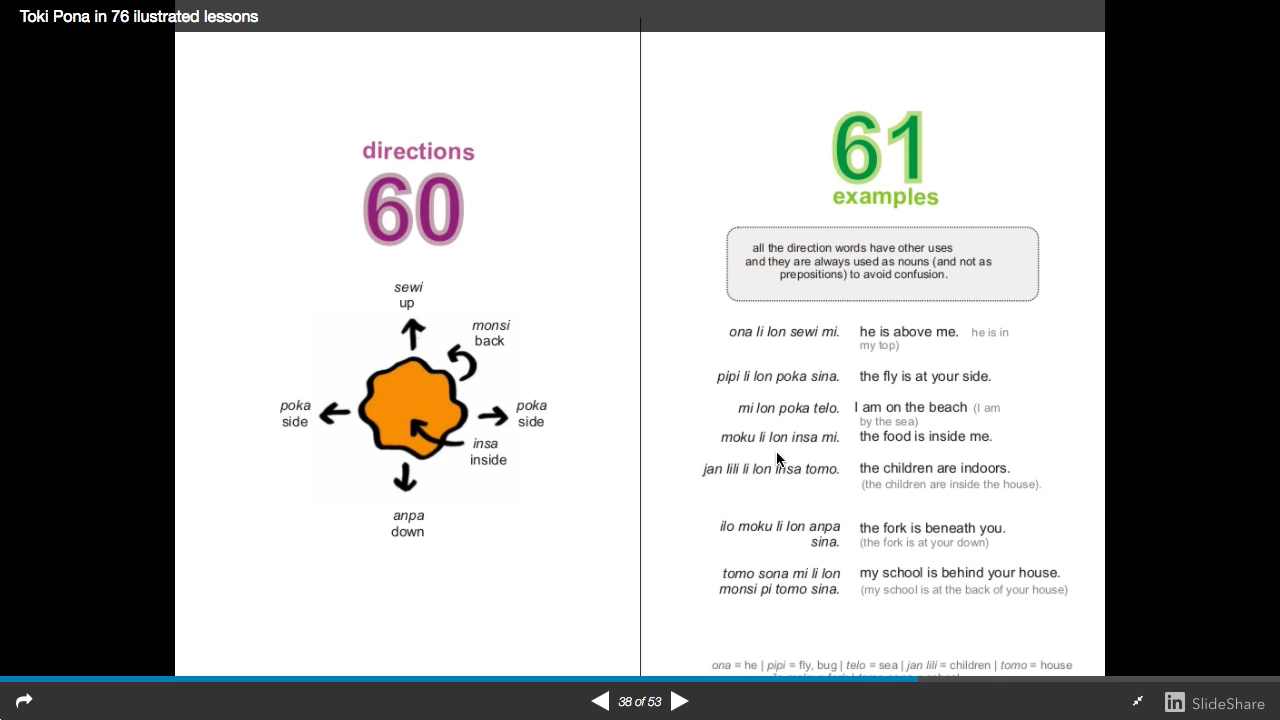 Toki Pona in 76 ilustrated lessons
directions
60
sewi
up
monsi
back
poka
side
poka
side
insa
inside
anpa
down
61
examples
all the direction words have other uses
and they are always used as nouns (and not as
prepositions) to avoid confusion.
ona li lon sewi mi. he is above me. he is in
my top)
pipi li lon poka sina. the fly is at your side.
mi lon poka telo. I am on the beach (I am
by the sea)
moku li lon insa mi. the food is inside me.
jan lili li lon insa tomo. the children are indoors.
(the children are inside the house).
ilo moku li lon anpa
sina.
the fork is beneath you.
(the fork is at your down)
tomo sona mi li lon
monsi pi tomo sina.
my school is behind your house.
(my school is at the back of your house)
ona = he | pipi = fly, bug | telo = sea | jan lili = children | tomo = house
38 of 53
LinkedIn SlideShare